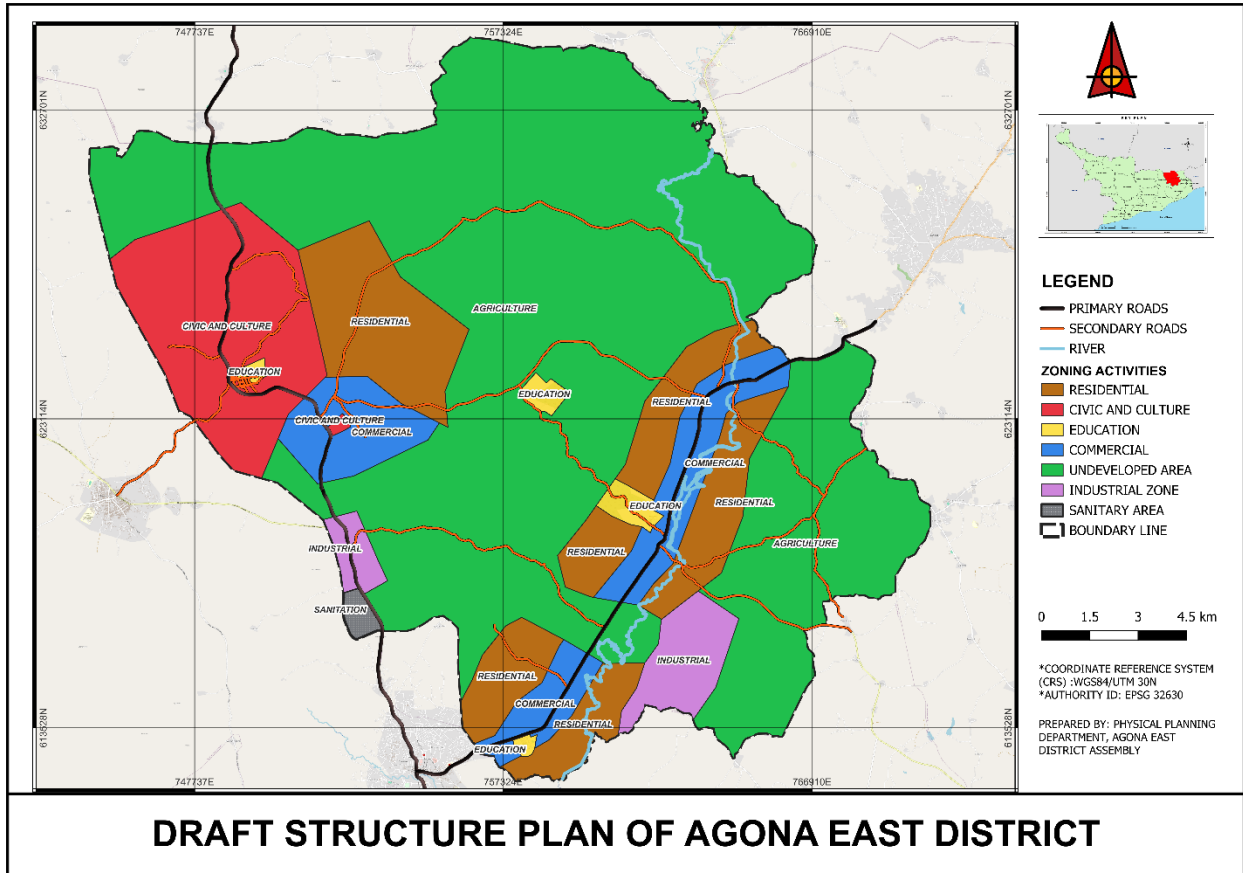 747737E
757324E
766910E
632701N
632701N
CIVIC AND CULTURE
RESIDENTIAL
AGRICULTURE
EDUCATION
EDUCATION
RESIDENTIAL
CIVIC AND CULTURE
COMMERCIAL
623114N
623114N
COMMERCIAL
RESIDENTIAL
EDUCATION
AGRICULTURE
INDUSTRIAL
RESIDENTIAL
SANITATION
INDUSTRIAL
RESIDENTIAL
COMMERCIAL
RESIDENTIAL
EDUCATION
613528N
613528N
747737E
757324E
766910E
LEGEND
PRIMARY ROADS
SECONDARY ROADS
RIVER
ZONING ACTIVITIES
RESIDENTIAL
CIVIC AND CULTURE
EDUCATION
COMMERCIAL
UNDEVELOPED AREA
INDUSTRIAL ZONE
SANITARY AREA
BOUNDARY LINE
0 1.5 3 4.5 km
*COORDINATE REFERENCE SYSTEM
(CRS) :WGS84/UTM 30N
*AUTHORITY ID: EPSG 32630
PREPARED BY: PHYSICAL PLANNING
DEPARTMENT, AGONA EAST
DISTRICT ASSEMBLY
DRAFT STRUCTURE PLAN OF AGONA EAST DISTRICT